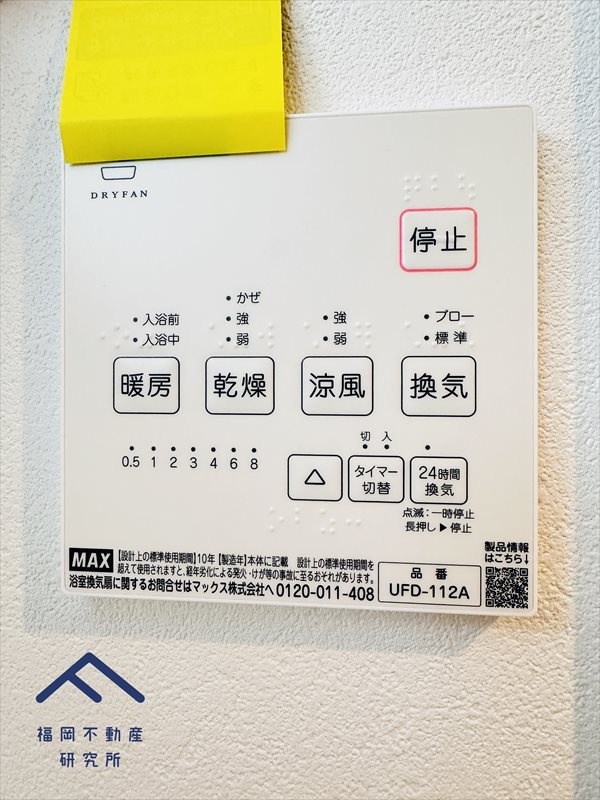 DRYFAN
停止
・かぜ
・入浴前 ・強 ・強 ・ブロー
・入浴中 ・弱 ・弱 ・標準
暖房 乾燥 涼風 換気
切 入
0.5 1 2 3 4 6 8
△ タイマー切替 24時間換気
点滅:一時停止
長押し▶停止
製品情報はこちら↓
MAX 【設計上の標準使用期間】10年【製造年】本体に記載 設計上の標準使用期間を
超えて使用されますと、経年劣化による発火・けが等の事故に至るおそれがあります。
浴室換気扇に関するお問合せはマックス株式会社へ 0120-011-408
品番
UFD-112A
福岡不動産
研究所